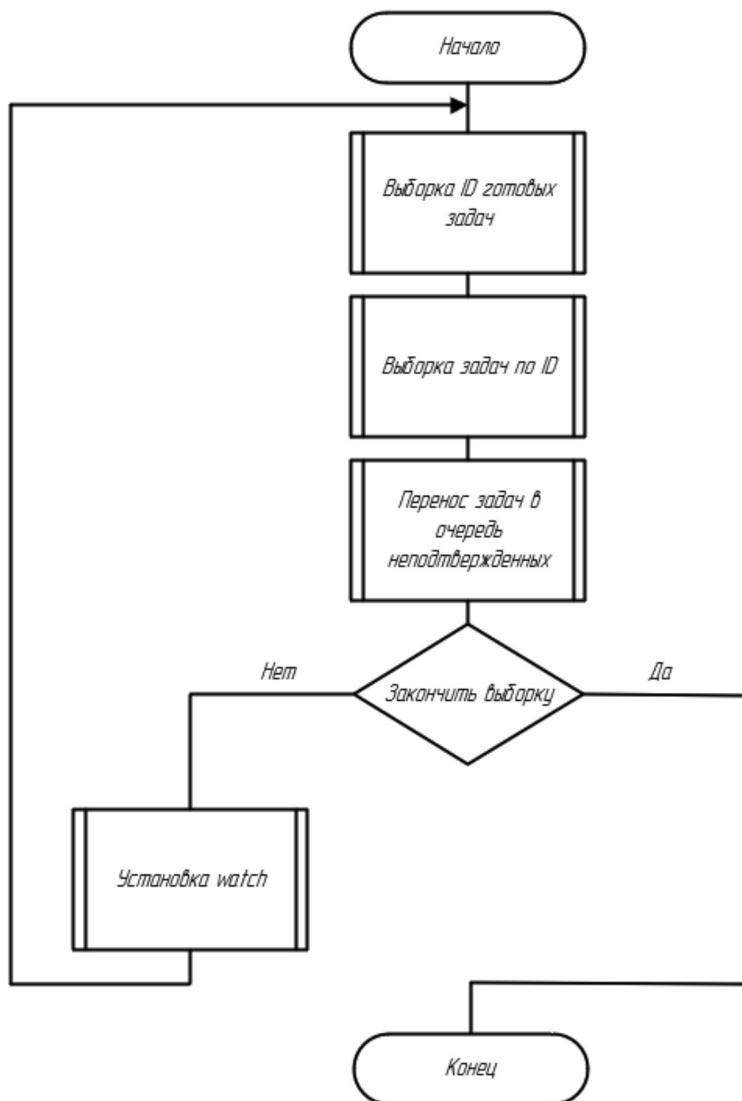 Начало
Выборка ID готовых
задач
Выборка задач по ID
Перенос задач в
очередь
неподтвержденных
Нет
Да
Закончить выборку
Установка watch
Конец